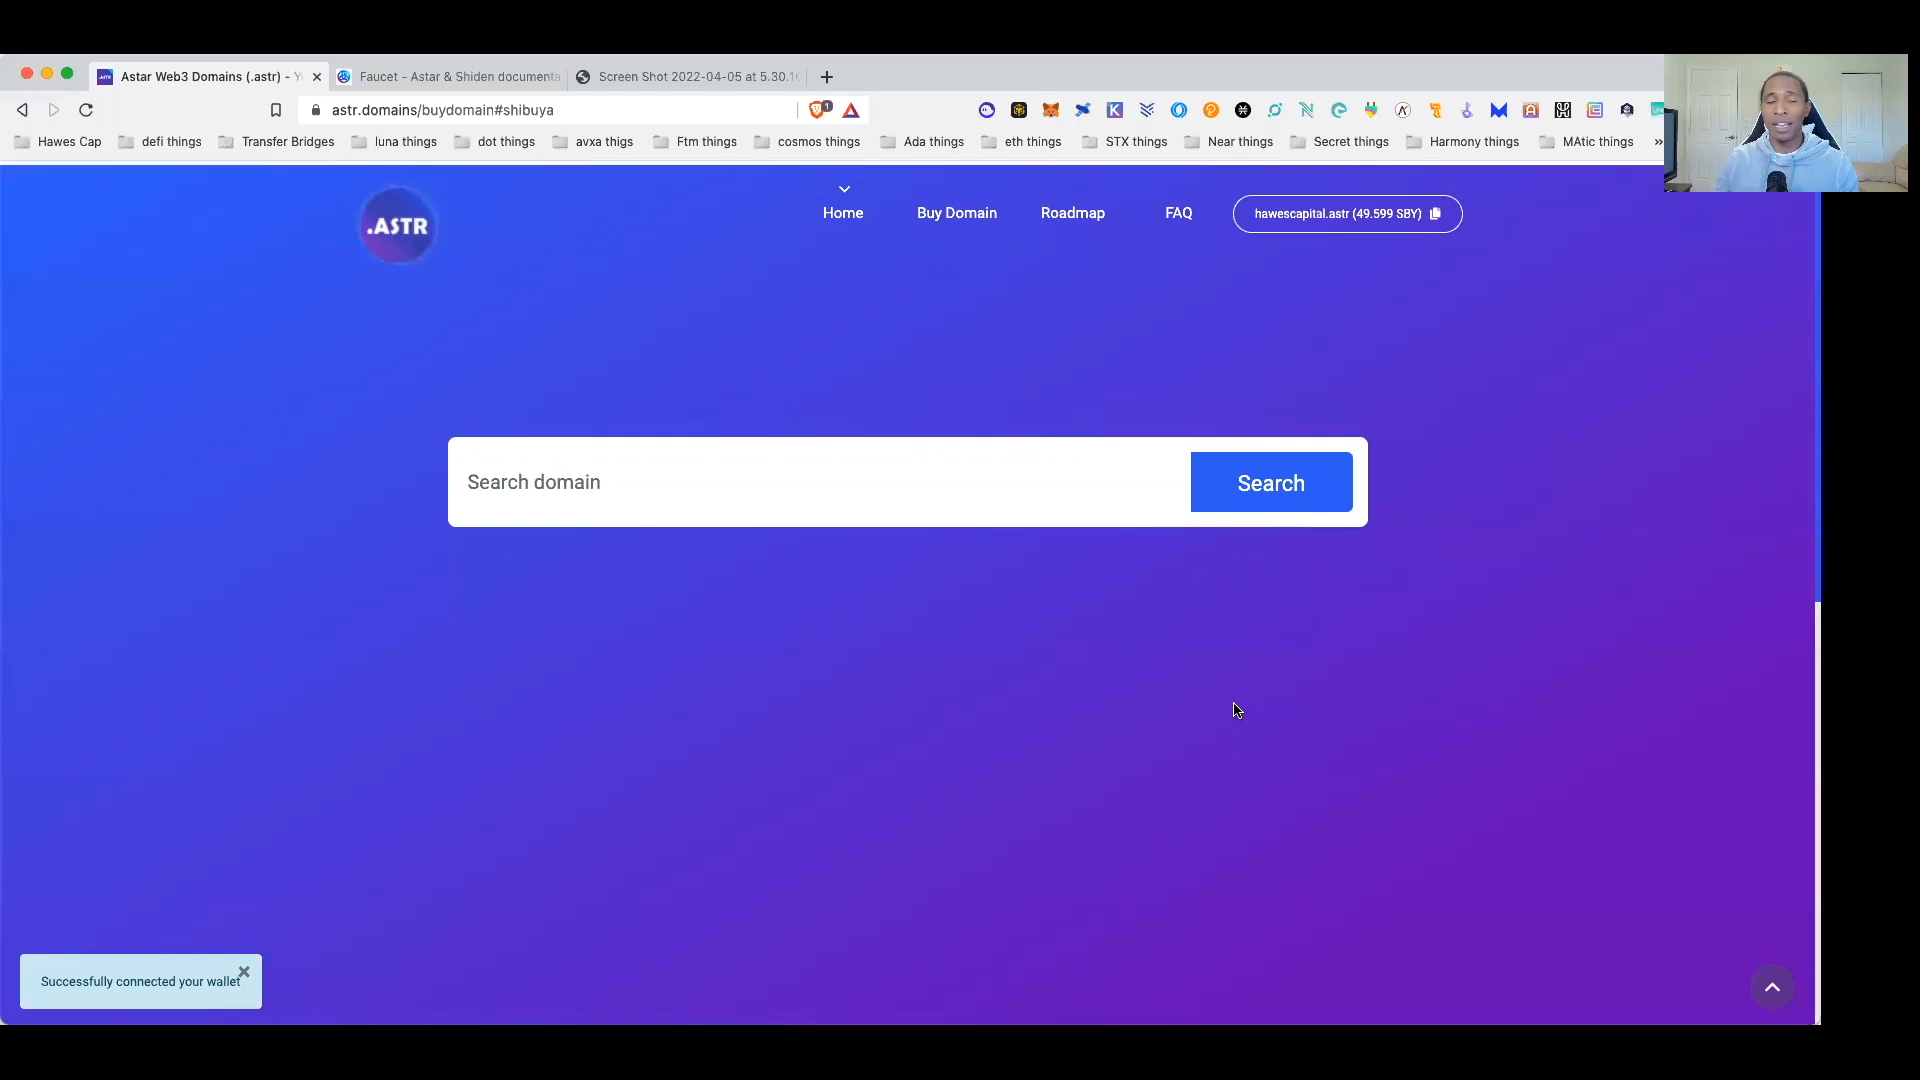 Astar Web3 Domains (.astr) -
Faucet - Astar & Shiden documenta
Screen Shot 2022-04-05 at 5.30.1
astr.domains/buydomain#shibuya
1
Hawes Cap
defi things
Transfer Bridges
luna things
dot things
avxa thigs
Ftm things
cosmos things
Ada things
eth things
STX things
Near things
Secret things
Harmony things
MAtic things
.ASTR
Home
Buy Domain
Roadmap
FAQ
hawescapital.astr (49.599 SBY)
Search domain
Search
Successfully connected your wallet